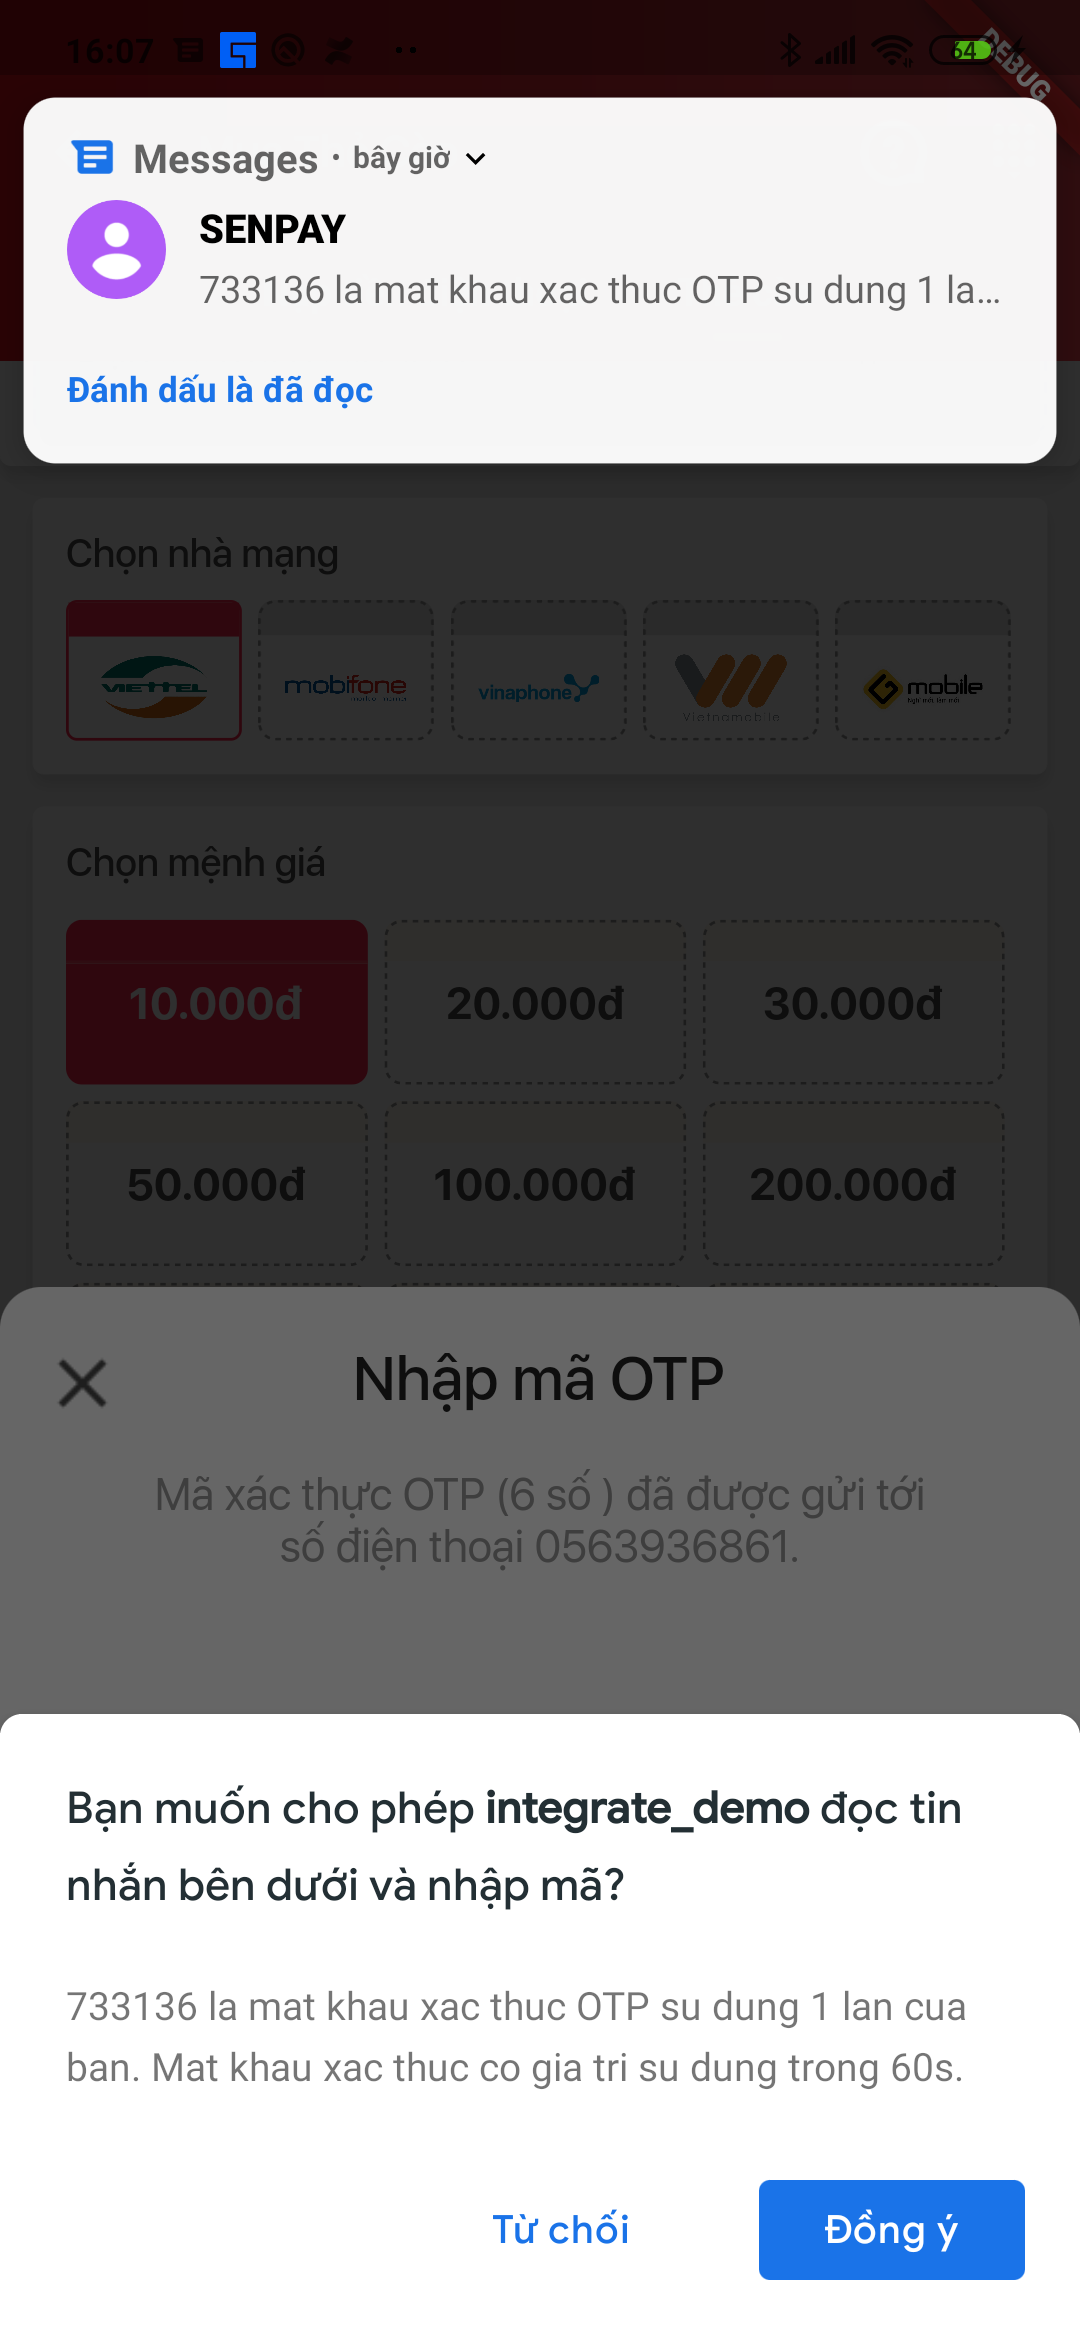 16:07
64
DEBUG
Messages · bây giờ
SENPAY
733136 la mat khau xac thuc OTP su dung 1 la...
Đánh dấu là đã đọc
Chọn nhà mạng
VIETTEL
mobifone
vinaphone
Vietnamobile
mobile
Chọn mệnh giá
10.000đ
20.000đ
30.000đ
50.000đ
100.000đ
200.000đ
Nhập mã OTP
Mã xác thực OTP (6 số ) đã được gửi tới
số điện thoại 0563936861.
Bạn muốn cho phép integrate_demo đọc tin
nhắn bên dưới và nhập mã?
733136 la mat khau xac thuc OTP su dung 1 lan cua
ban. Mat khau xac thuc co gia tri su dung trong 60s.
Từ chối
Đồng ý